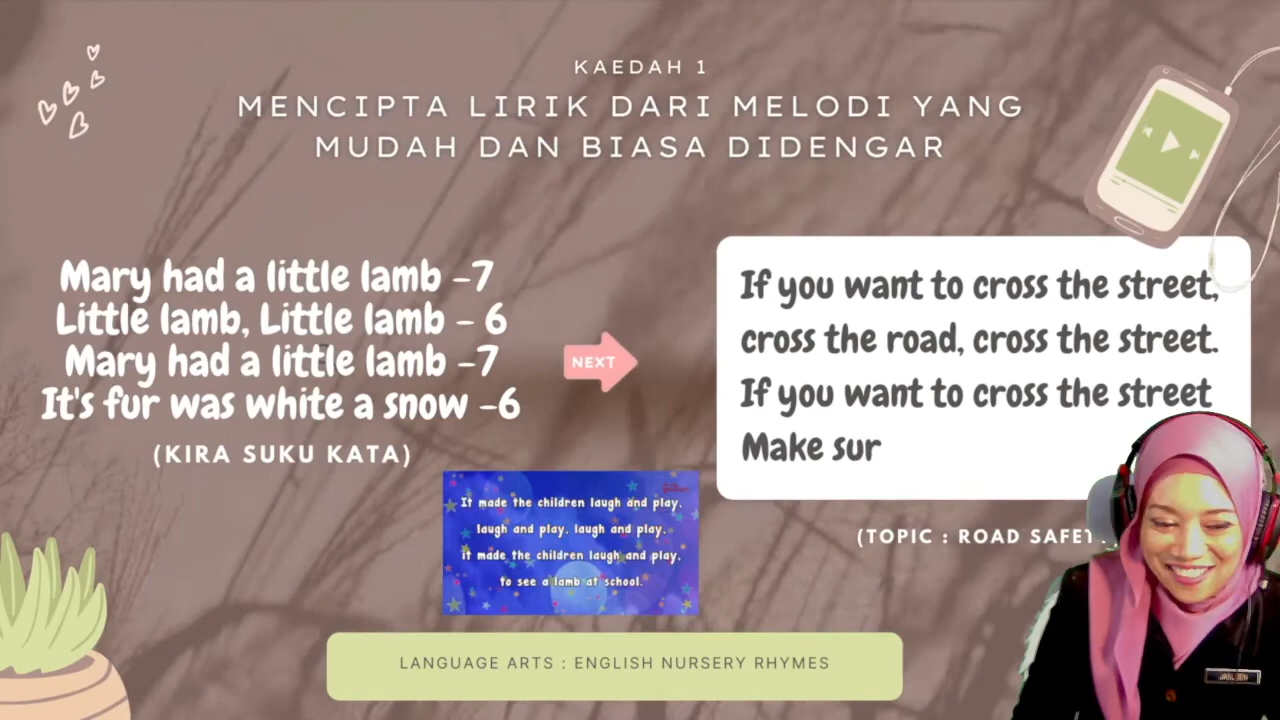 KAEDAH 1
MENCIPTA LIRIK DARI MELODI YANG
MUDAH DAN BIASA DIDENGAR
Mary had a little lamb -7
Little lamb, Little lamb - 6
Mary had a little lamb -7
It's fur was white a snow -6
(KIRA SUKU KATA)
NEXT
If you want to cross the street,
cross the road, cross the street.
If you want to cross the street
Make sur
(TOPIC : ROAD SAFET
It made the children laugh and play,
laugh and play, laugh and play,
it made the children laugh and play,
to see a lamb at school.
LANGUAGE ARTS : ENGLISH NURSERY RHYMES